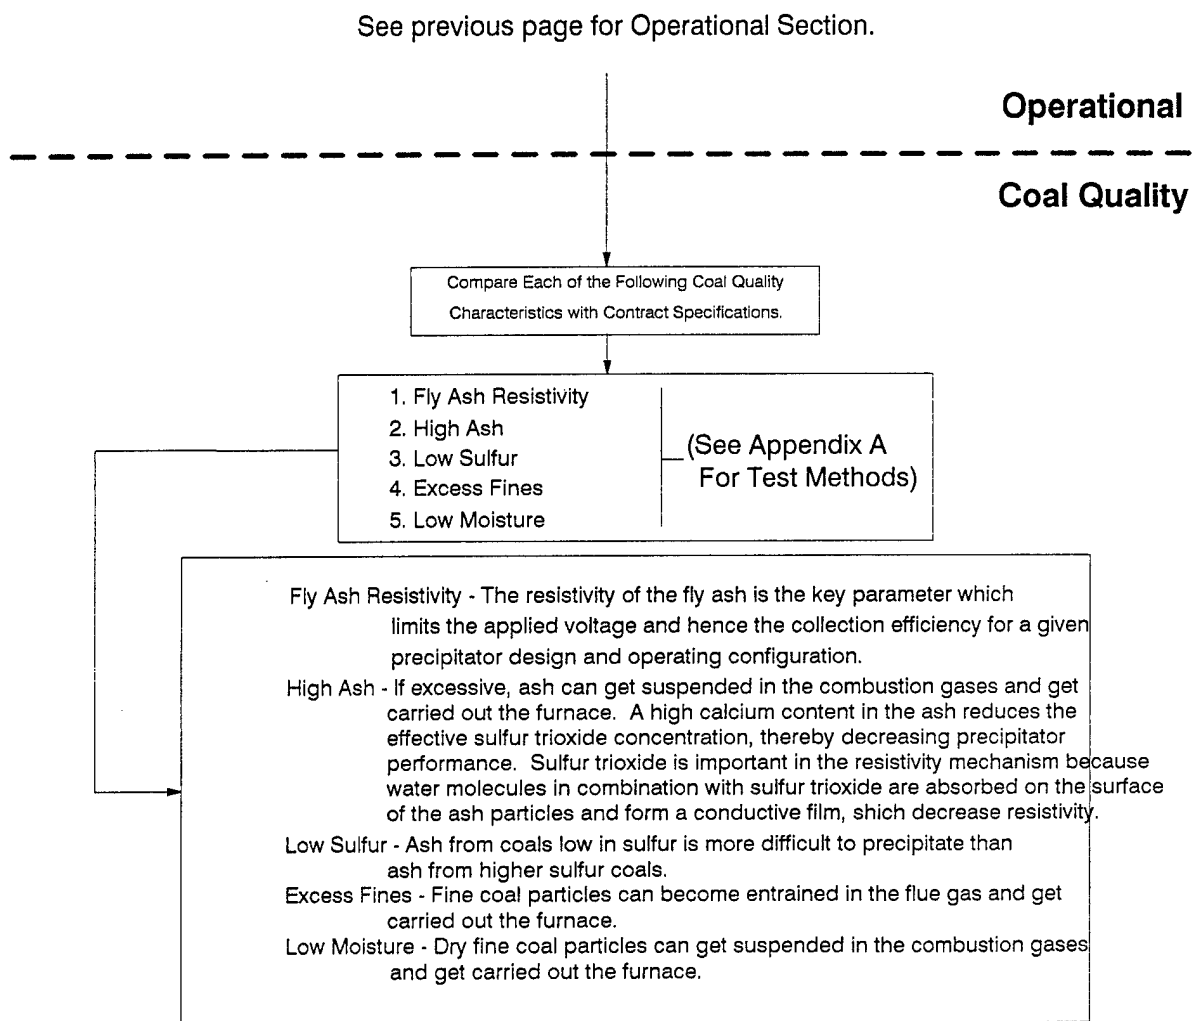 See previous page for Operational Section.
Operational
Coal Quality
Compare Each of the Following Coal Quality
Characteristics with Contract Specifications.
1. Fly Ash Resistivity
2. High Ash
3. Low Sulfur
4. Excess Fines
5. Low Moisture
(See Appendix A
For Test Methods)
Fly Ash Resistivity - The resistivity of the fly ash is the key parameter which
limits the applied voltage and hence the collection efficiency for a given
precipitator design and operating configuration.
High Ash - If excessive, ash can get suspended in the combustion gases and get
carried out the furnace. A high calcium content in the ash reduces the
effective sulfur trioxide concentration, thereby decreasing precipitator
performance. Sulfur trioxide is important in the resistivity mechanism because
water molecules in combination with sulfur trioxide are absorbed on the surface
of the ash particles and form a conductive film, shich decrease resistivity.
Low Sulfur - Ash from coals low in sulfur is more difficult to precipitate than
ash from higher sulfur coals.
Excess Fines - Fine coal particles can become entrained in the flue gas and get
carried out the furnace.
Low Moisture - Dry fine coal particles can get suspended in the combustion gases
and get carried out the furnace.